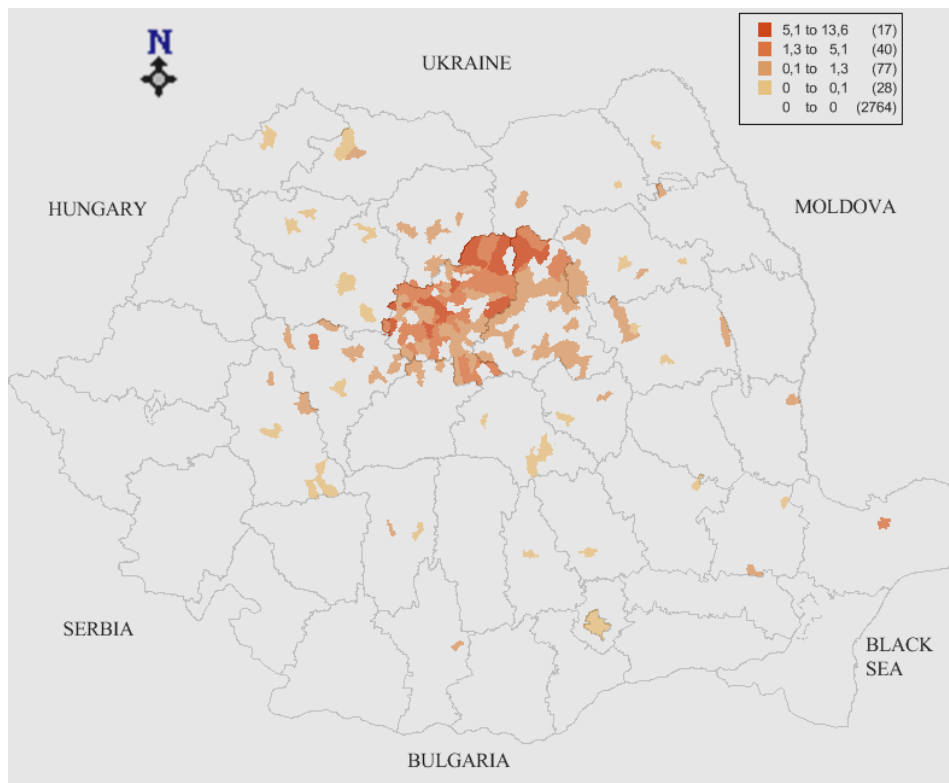 N
UKRAINE
5,1 to 13,6 (17)
1,3 to 5,1 (40)
0,1 to 1,3 (77)
0 to 0,1 (28)
0 to 0 (2764)
HUNGARY
MOLDOVA
SERBIA
BLACK
SEA
BULGARIA